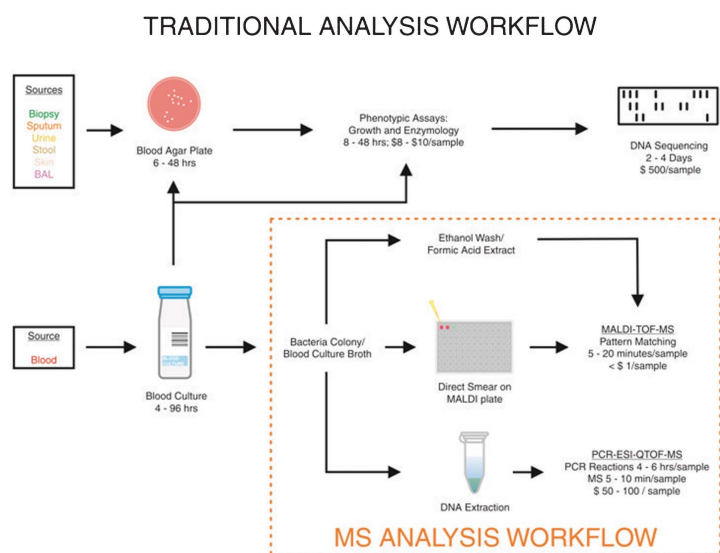 TRADITIONAL ANALYSIS WORKFLOW
Sources
Biopsy
Sputum
Urine
Stool
Skin
BAL
Blood Agar Plate
6 - 48 hrs
Phenotypic Assays:
Growth and Enzymology
8 - 48 hrs; $8 - $10/sample
DNA Sequencing
2 - 4 Days
$ 500/sample
Source
Blood
BLOOD
CULTURE
Blood Culture
4 - 96 hrs
Bacteria Colony/
Blood Culture Broth
Ethanol Wash/
Formic Acid Extract
Direct Smear on
MALDI plate
MALDI-TOF-MS
Pattern Matching
5 - 20 minutes/sample
< $ 1/sample
DNA Extraction
PCR-ESI-QTOF-MS
PCR Reactions 4 - 6 hrs/sample
MS 5 - 10 min/sample
$ 50 - 100 / sample
MS ANALYSIS WORKFLOW